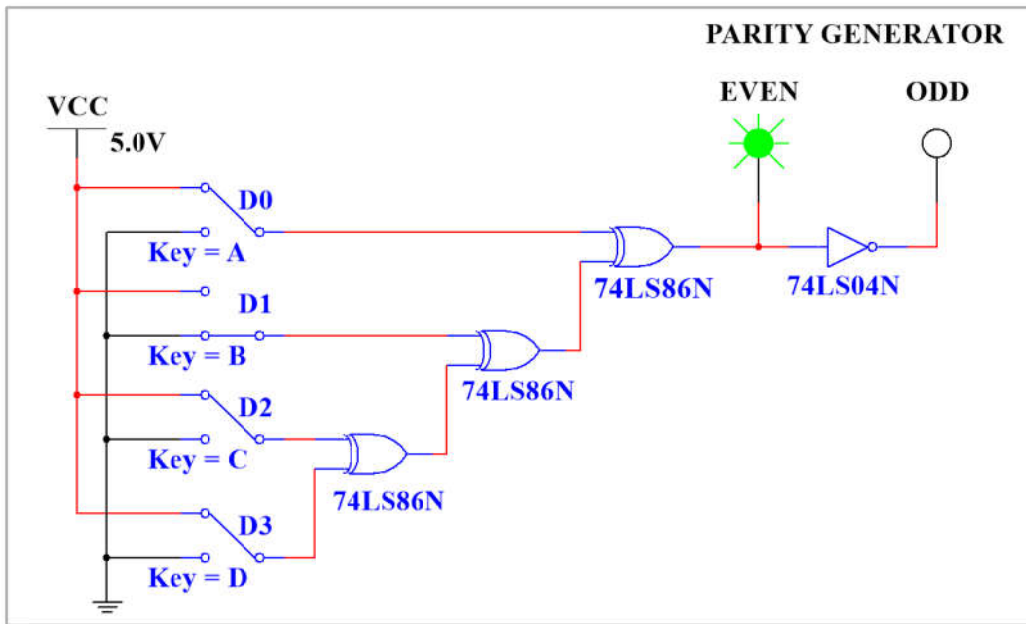 PARITY GENERATOR
EVEN ODD
VCC
5.0V
D0
Key = A
74LS86N 74LS04N
D1
Key = B
74LS86N
D2
Key = C
74LS86N
D3
Key = D